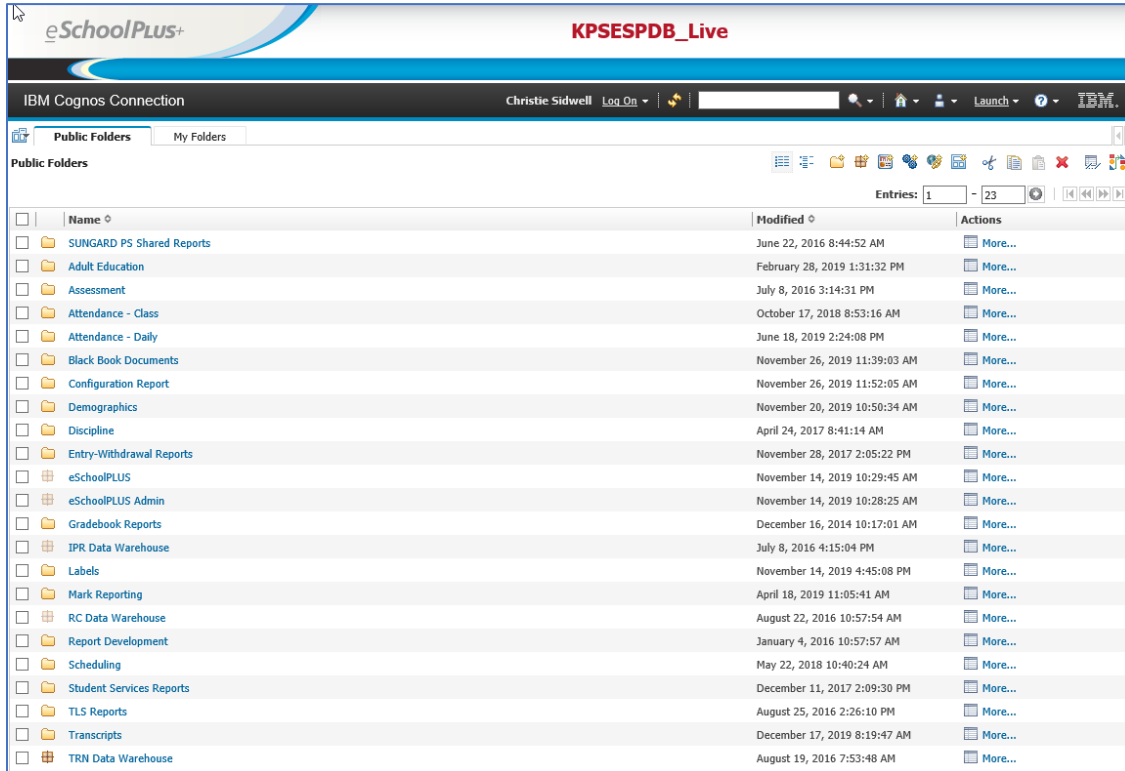 eSchoolPLUS+
KPSESPDB_Live
IBM Cognos Connection
Christie Sidwell Log On Launch IBM.
Public Folders My Folders
Public Folders
Entries: 1 - 23
Name Modified Actions
SUNGARD PS Shared Reports June 22, 2016 8:44:52 AM More...
Adult Education February 28, 2019 1:31:32 PM More...
Assessment July 8, 2016 3:14:31 PM More...
Attendance - Class October 17, 2018 8:53:16 AM More...
Attendance - Daily June 18, 2019 2:24:08 PM More...
Black Book Documents November 26, 2019 11:39:03 AM More...
Configuration Report November 26, 2019 11:52:05 AM More...
Demographics November 20, 2019 10:50:34 AM More...
Discipline April 24, 2017 8:41:14 AM More...
Entry-Withdrawal Reports November 28, 2017 2:05:22 PM More...
eSchoolPLUS November 14, 2019 10:29:45 AM More...
eSchoolPLUS Admin November 14, 2019 10:28:25 AM More...
Gradebook Reports December 16, 2014 10:17:01 AM More...
IPR Data Warehouse July 8, 2016 4:15:04 PM More...
Labels November 14, 2019 4:45:08 PM More...
Mark Reporting April 18, 2019 11:05:41 AM More...
RC Data Warehouse August 22, 2016 10:57:54 AM More...
Report Development January 4, 2016 10:57:57 AM More...
Scheduling May 22, 2018 10:40:24 AM More...
Student Services Reports December 11, 2017 2:09:30 PM More...
TLS Reports August 25, 2016 2:26:10 PM More...
Transcripts December 17, 2019 8:19:47 AM More...
TRN Data Warehouse August 19, 2016 7:53:48 AM More...